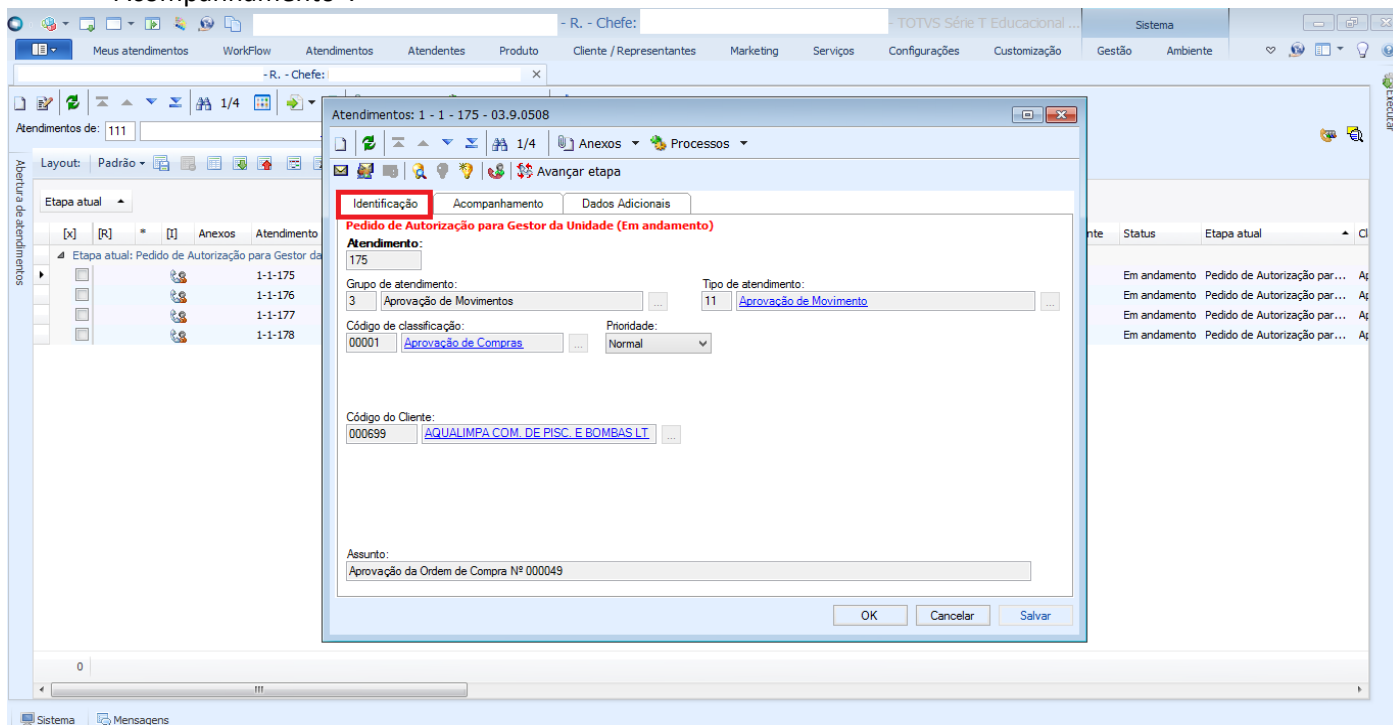 "Acompanhamento".
- R. - Chefe:
- TOTVS Série T Educacional ...
Sistema
Meus atendimentos WorkFlow Atendimentos Atendentes Produto Cliente / Representantes Marketing Serviços Configurações Customização Gestão Ambiente
- R. - Chefe:
Executar
1/4
Atendimentos de: 111
Abertura de atendimentos
Layout: Padrão
Etapa atual
[x] [R] * [I] Anexos Atendimento
nte Status Etapa atual Cl
Etapa atual: Pedido de Autorização para Gestor da
1-1-175
Em andamento Pedido de Autorização par... Ap
1-1-176
Em andamento Pedido de Autorização par... Ap
1-1-177
Em andamento Pedido de Autorização par... Ap
1-1-178
Em andamento Pedido de Autorização par... Ap
Atendimentos: 1 - 1 - 175 - 03.9.0508
1/4 Anexos Processos
Avançar etapa
Identificação Acompanhamento Dados Adicionais
Pedido de Autorização para Gestor da Unidade (Em andamento)
Atendimento:
175
Grupo de atendimento: Tipo de atendimento:
3 Aprovação de Movimentos ... 11 Aprovação de Movimento ...
Código de classificação: Prioridade:
00001 Aprovação de Compras ... Normal
Código do Cliente:
000699 AQUALIMPA COM. DE PISC. E BOMBAS LT ...
Assunto:
Aprovação da Ordem de Compra Nº 000049
OK Cancelar Salvar
0
Sistema Mensagens